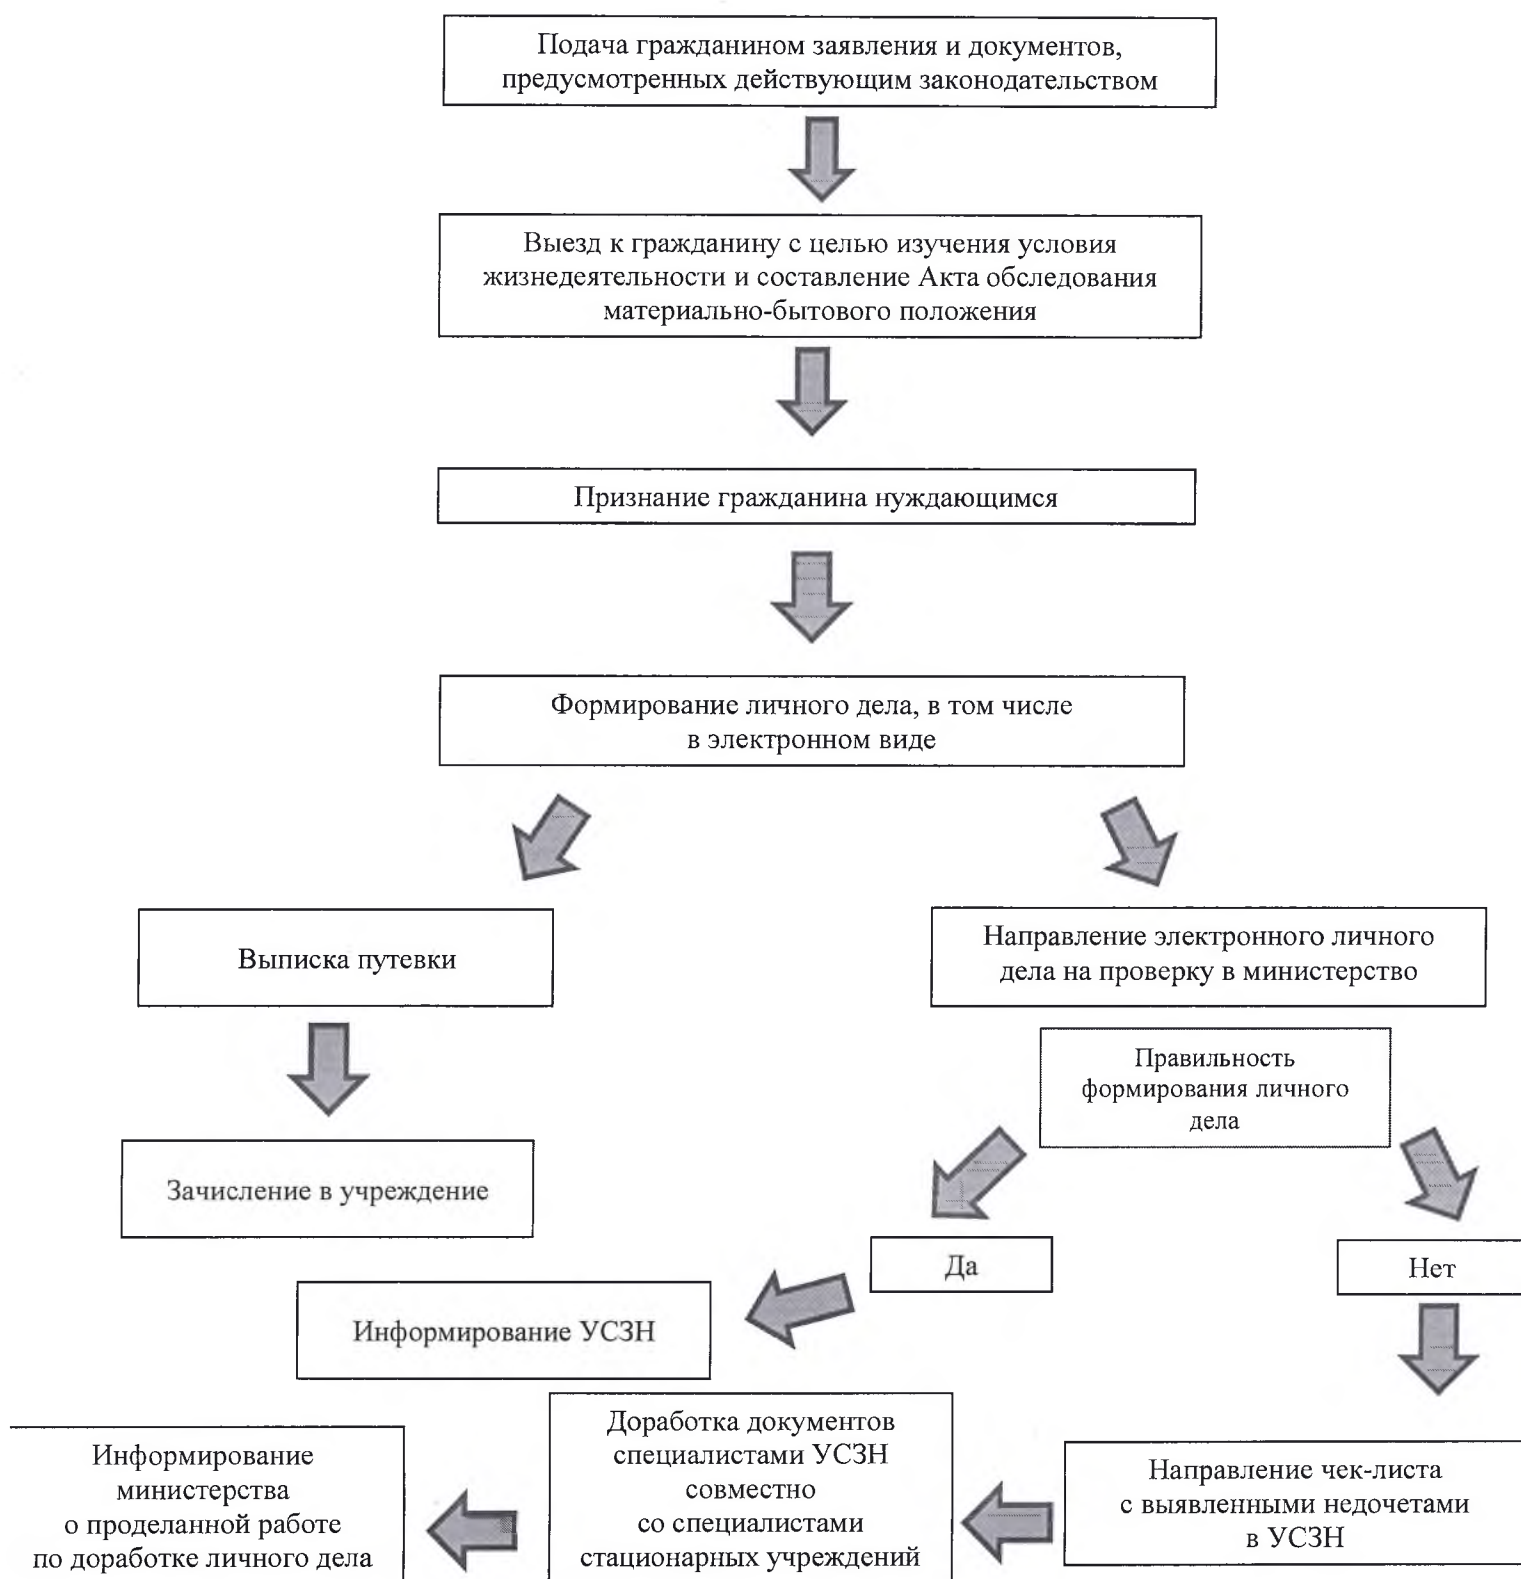 Подача гражданином заявления и документов,
предусмотренных действующим законодательством
Выезд к гражданину с целью изучения условия
жизнедеятельности и составление Акта обследования
материально-бытового положения
Признание гражданина нуждающимся
Формирование личного дела, в том числе
в электронном виде
Выписка путевки
Направление электронного личного
дела на проверку в министерство
Правильность
формирования личного
дела
Зачисление в учреждение
Да
Нет
Информирование УСЗН
Доработка документов
специалистами УСЗН
совместно
со специалистами
стационарных учреждений
Информирование
министерства
о проделанной работе
по доработке личного дела
Направление чек-листа
с выявленными недочетами
в УСЗН